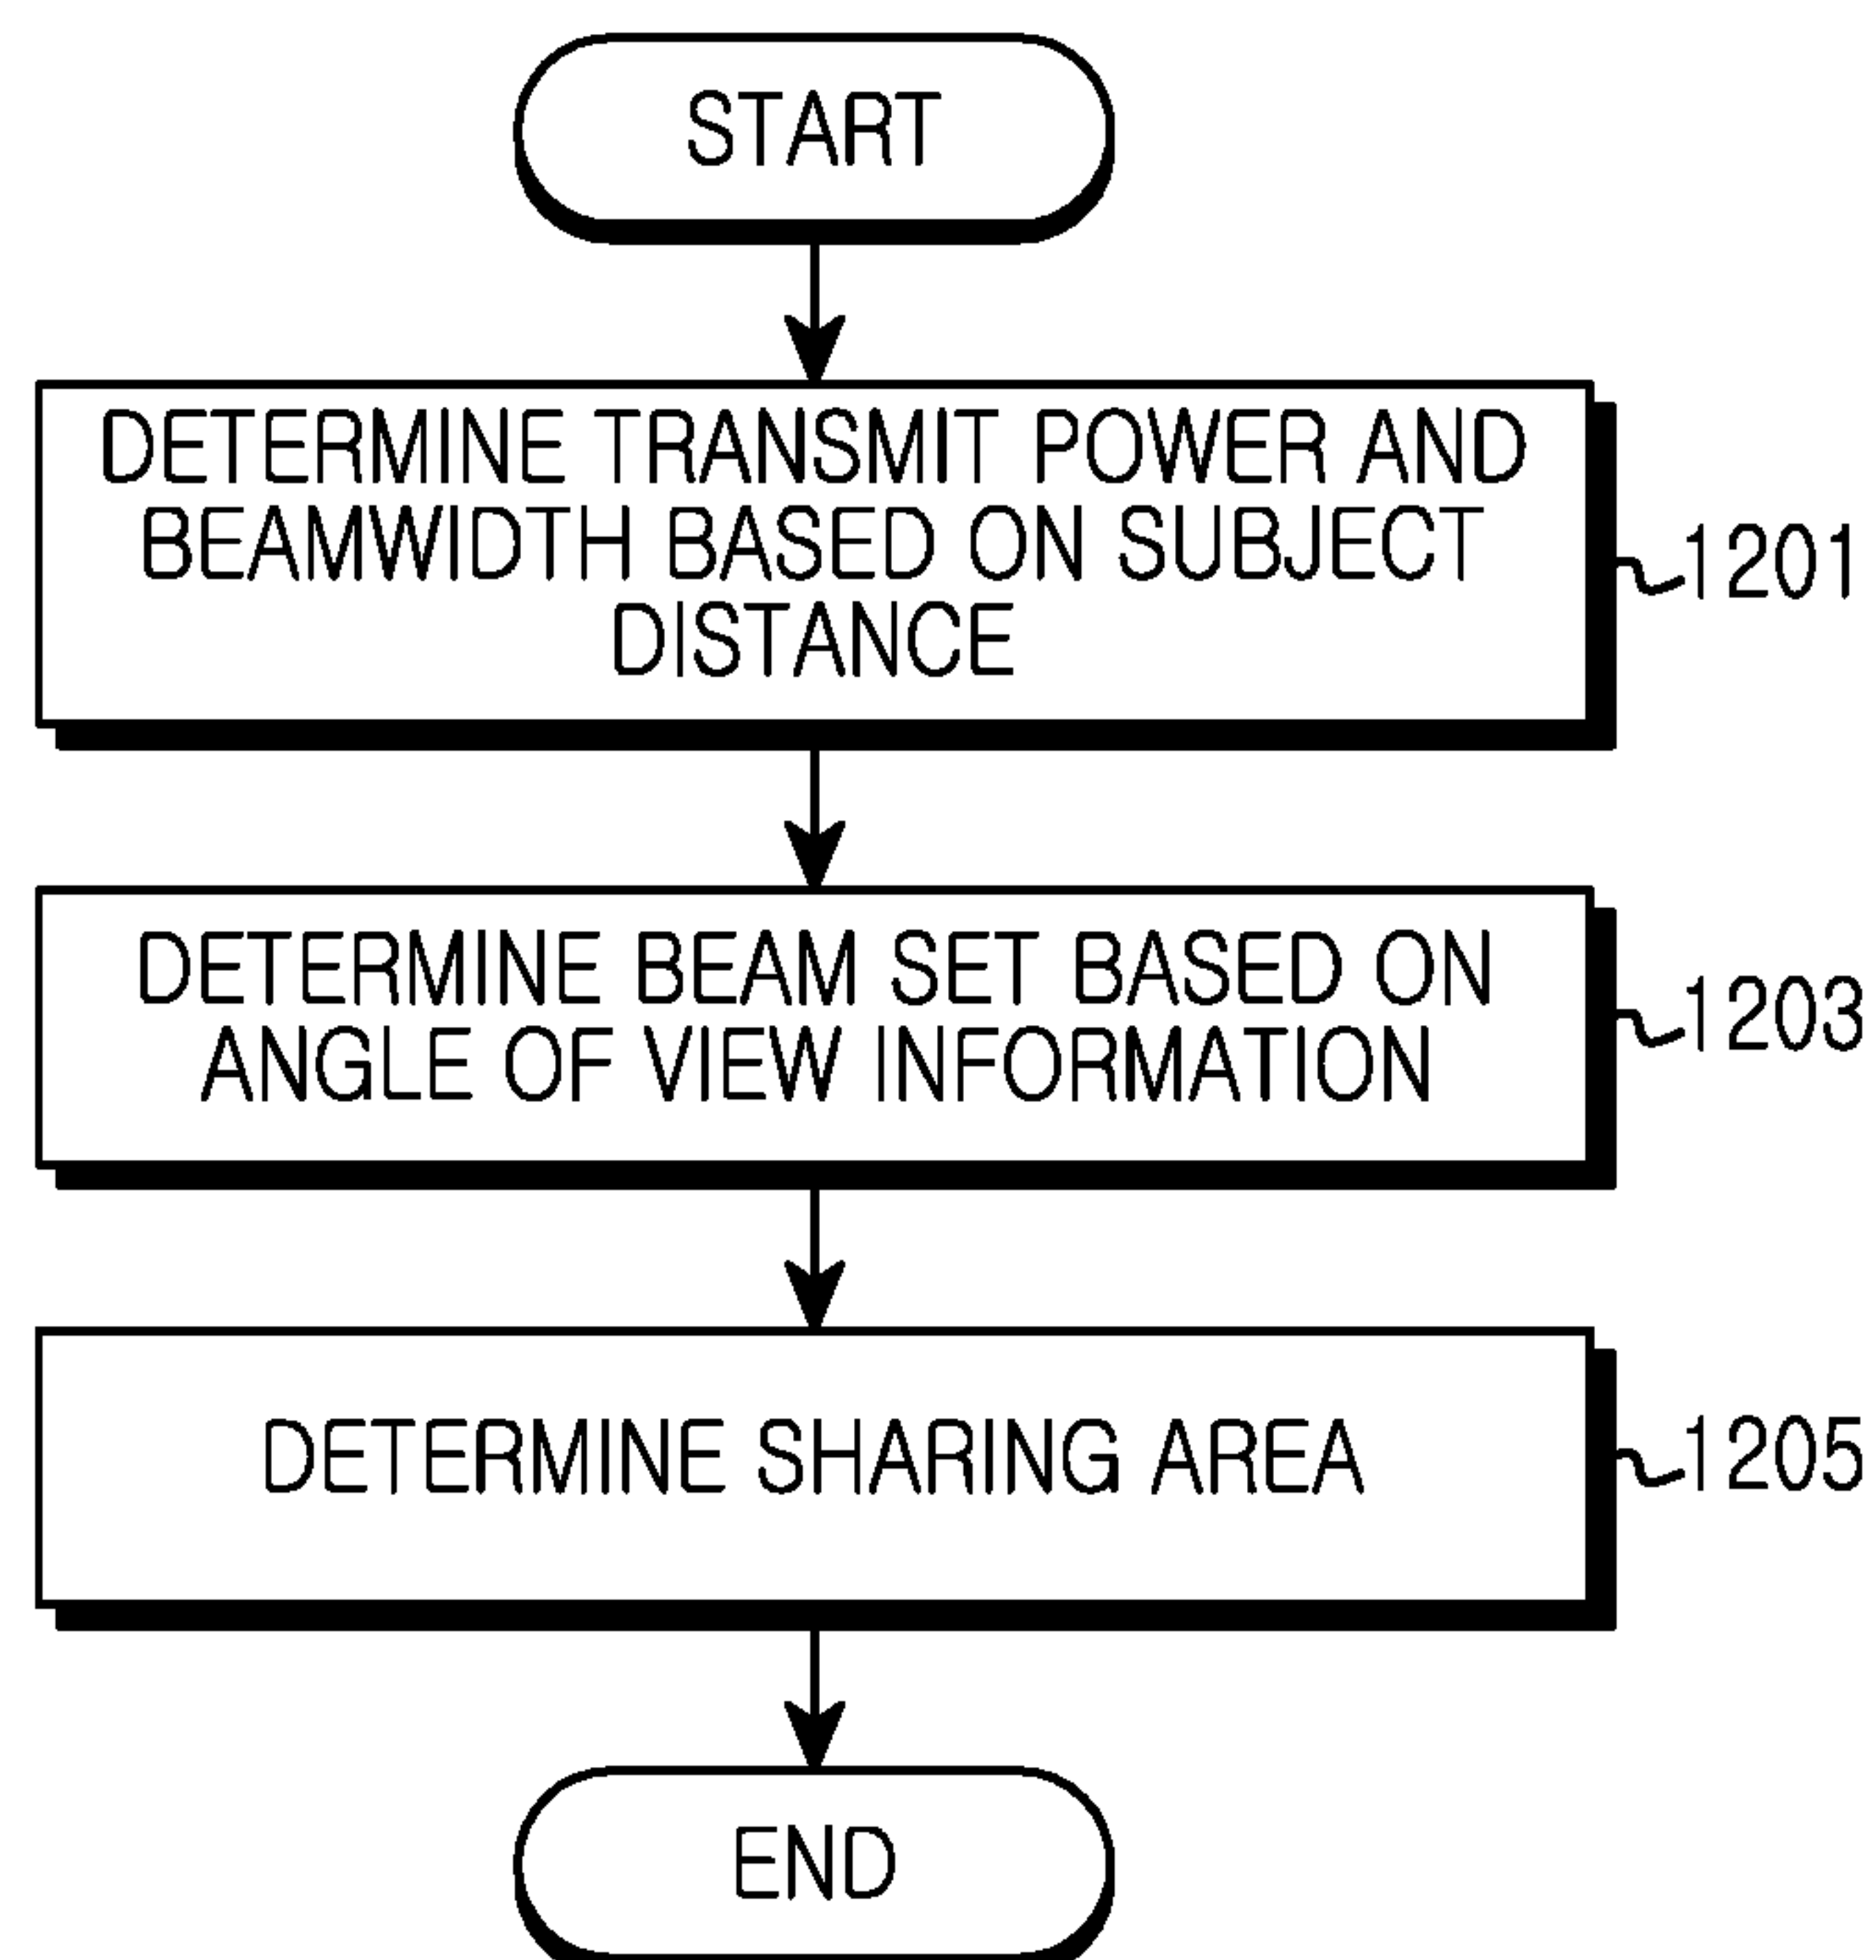 START
DETERMINE TRANSMIT POWER AND
BEAMWIDTH BASED ON SUBJECT
DISTANCE
1201
DETERMINE BEAM SET BASED ON
ANGLE OF VIEW INFORMATION
1203
DETERMINE SHARING AREA
1205
END